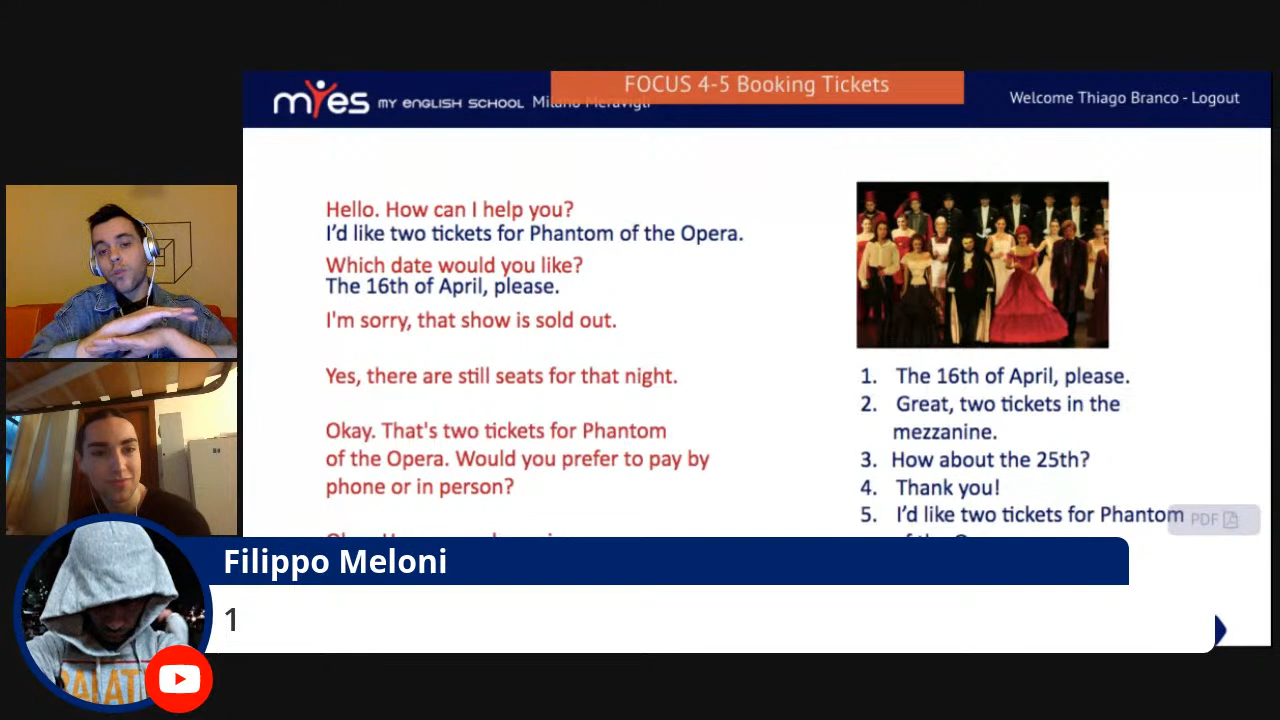 FOCUS 4-5 Booking Tickets
myes MY ENGLISH SCHOOL Milano Meravigli
Welcome Thiago Branco - Logout
Hello. How can I help you?
I'd like two tickets for Phantom of the Opera.
Which date would you like?
The 16th of April, please.
I'm sorry, that show is sold out.
Yes, there are still seats for that night.
Okay. That's two tickets for Phantom
of the Opera. Would you prefer to pay by
phone or in person?
1. The 16th of April, please.
2. Great, two tickets in the
mezzanine.
3. How about the 25th?
4. Thank you!
5. I'd like two tickets for Phantom
PDF
Filippo Meloni
1